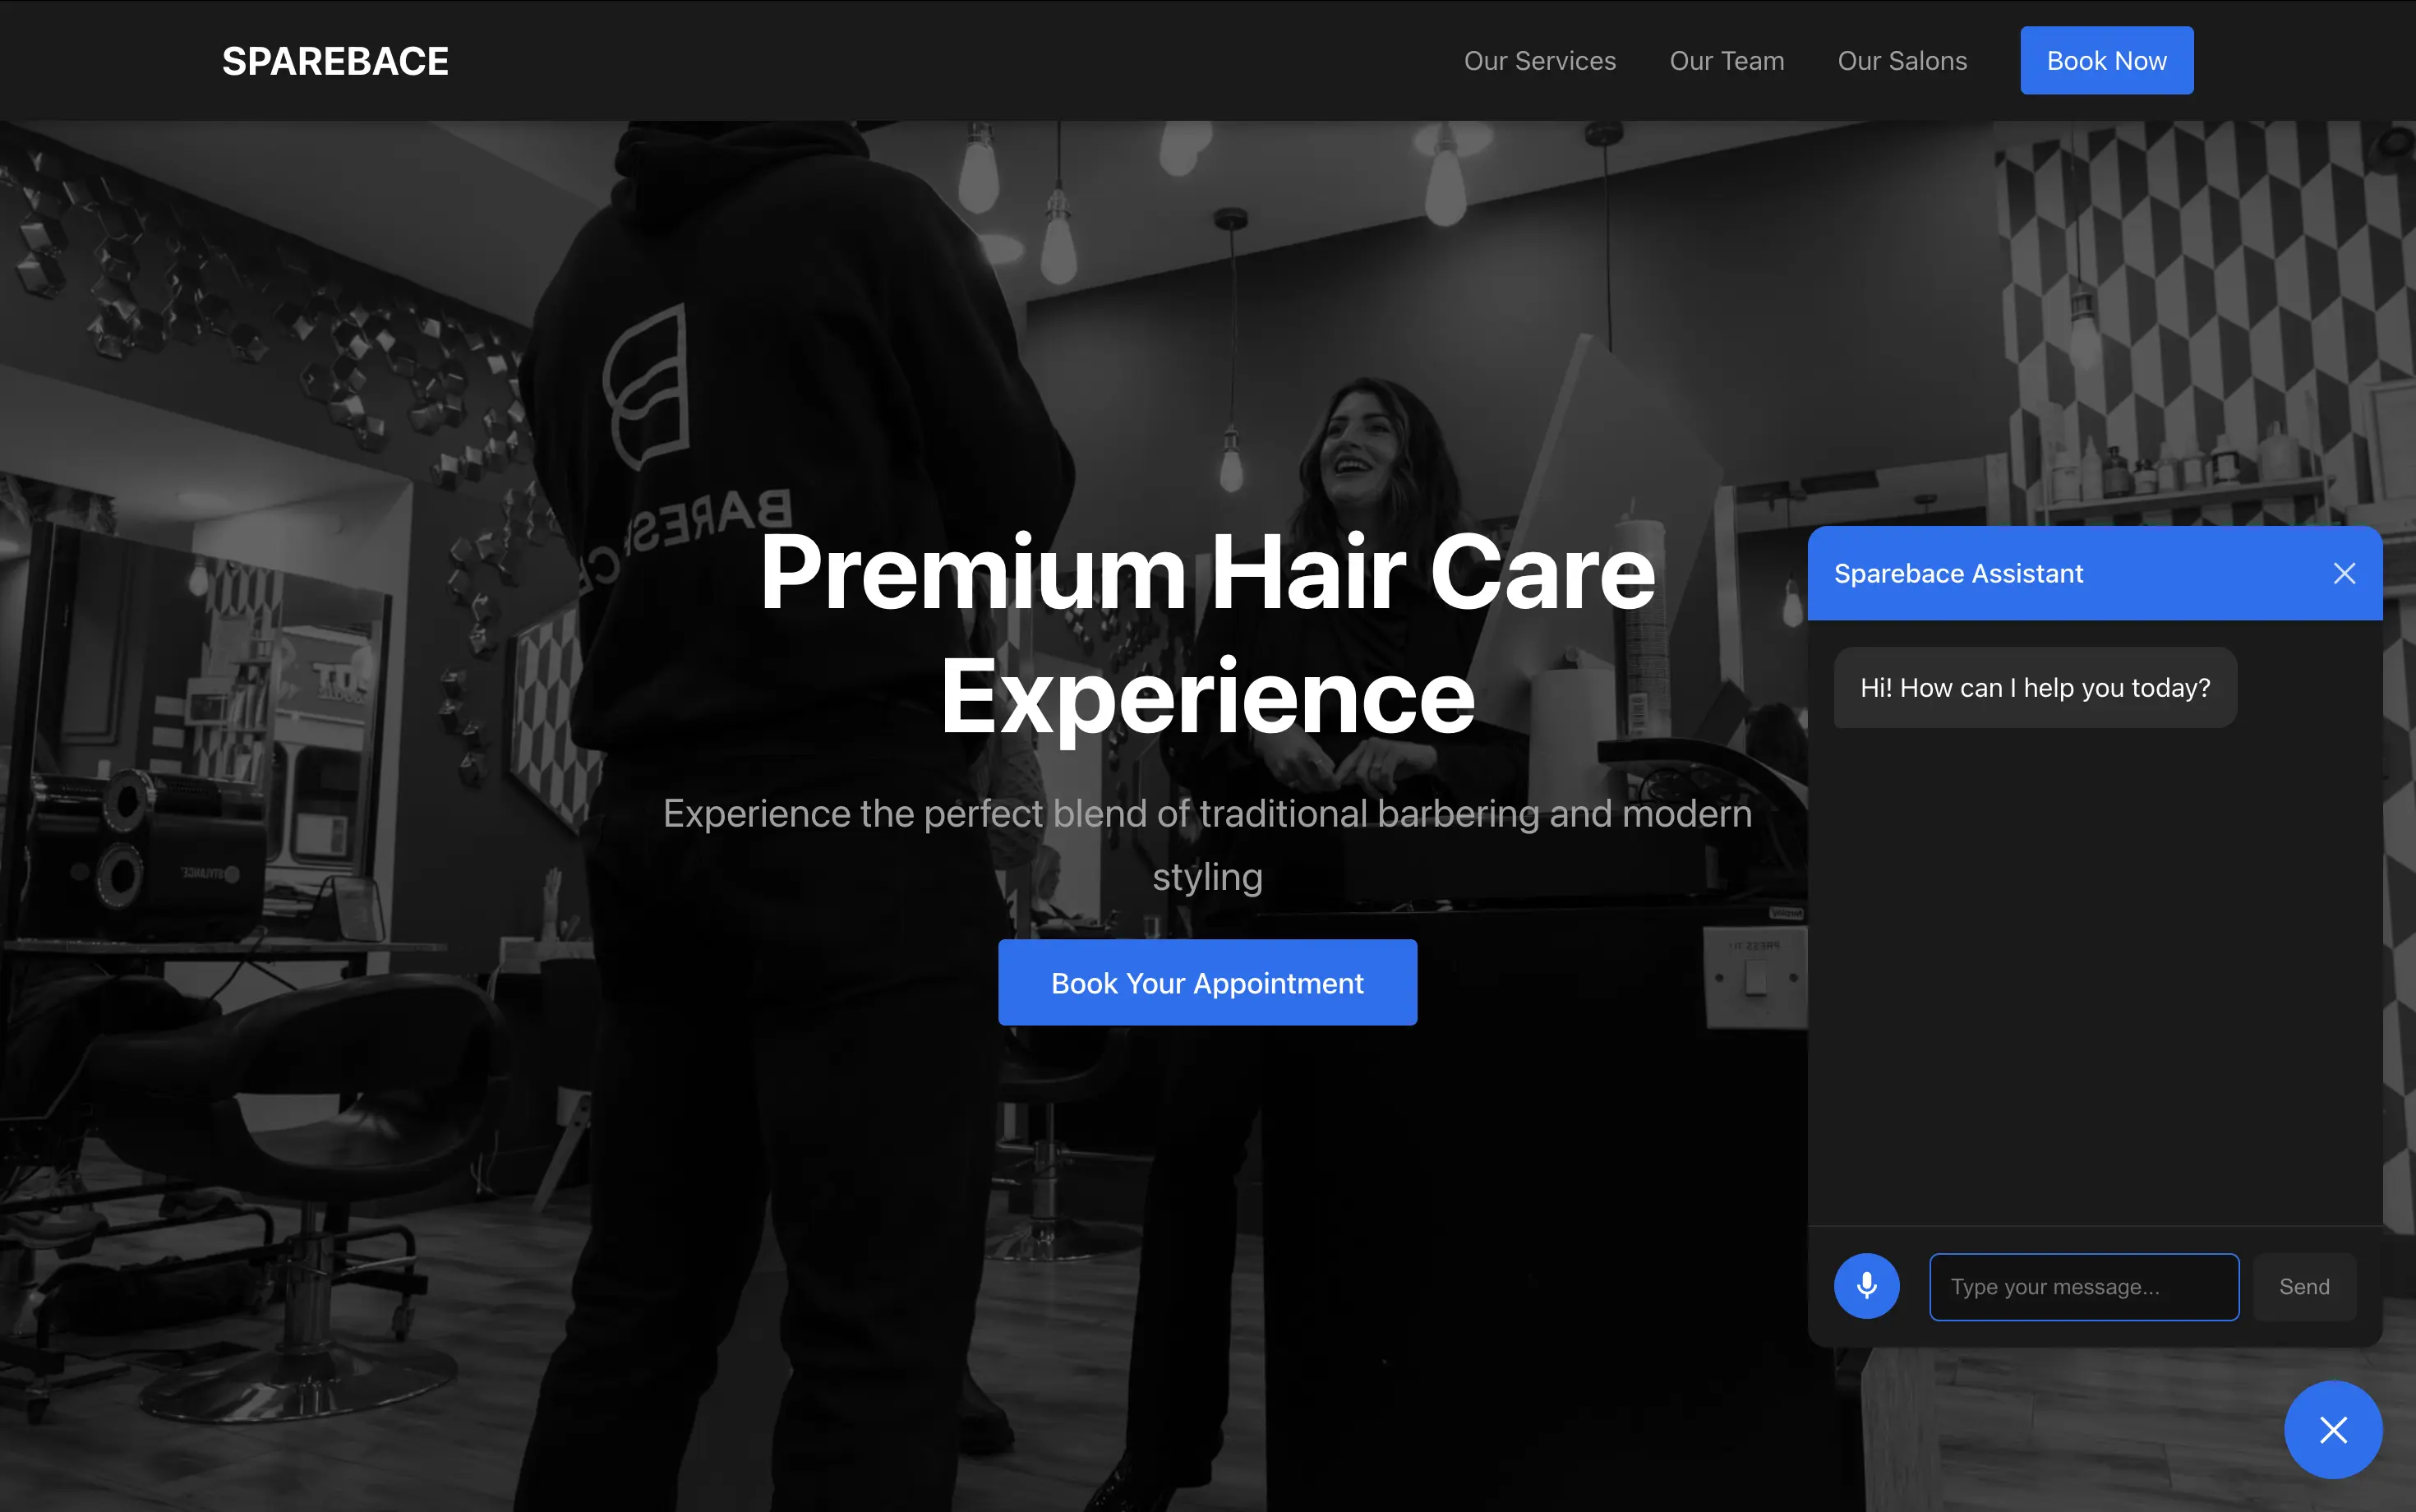 SPAREBACE
Our Services
Our Team
Our Salons
Book Now
Premium Hair Care
Experience
Experience the perfect blend of traditional barbering and modern
styling
Book Your Appointment
Sparebace Assistant
Hi! How can I help you today?
Type your message...
Send